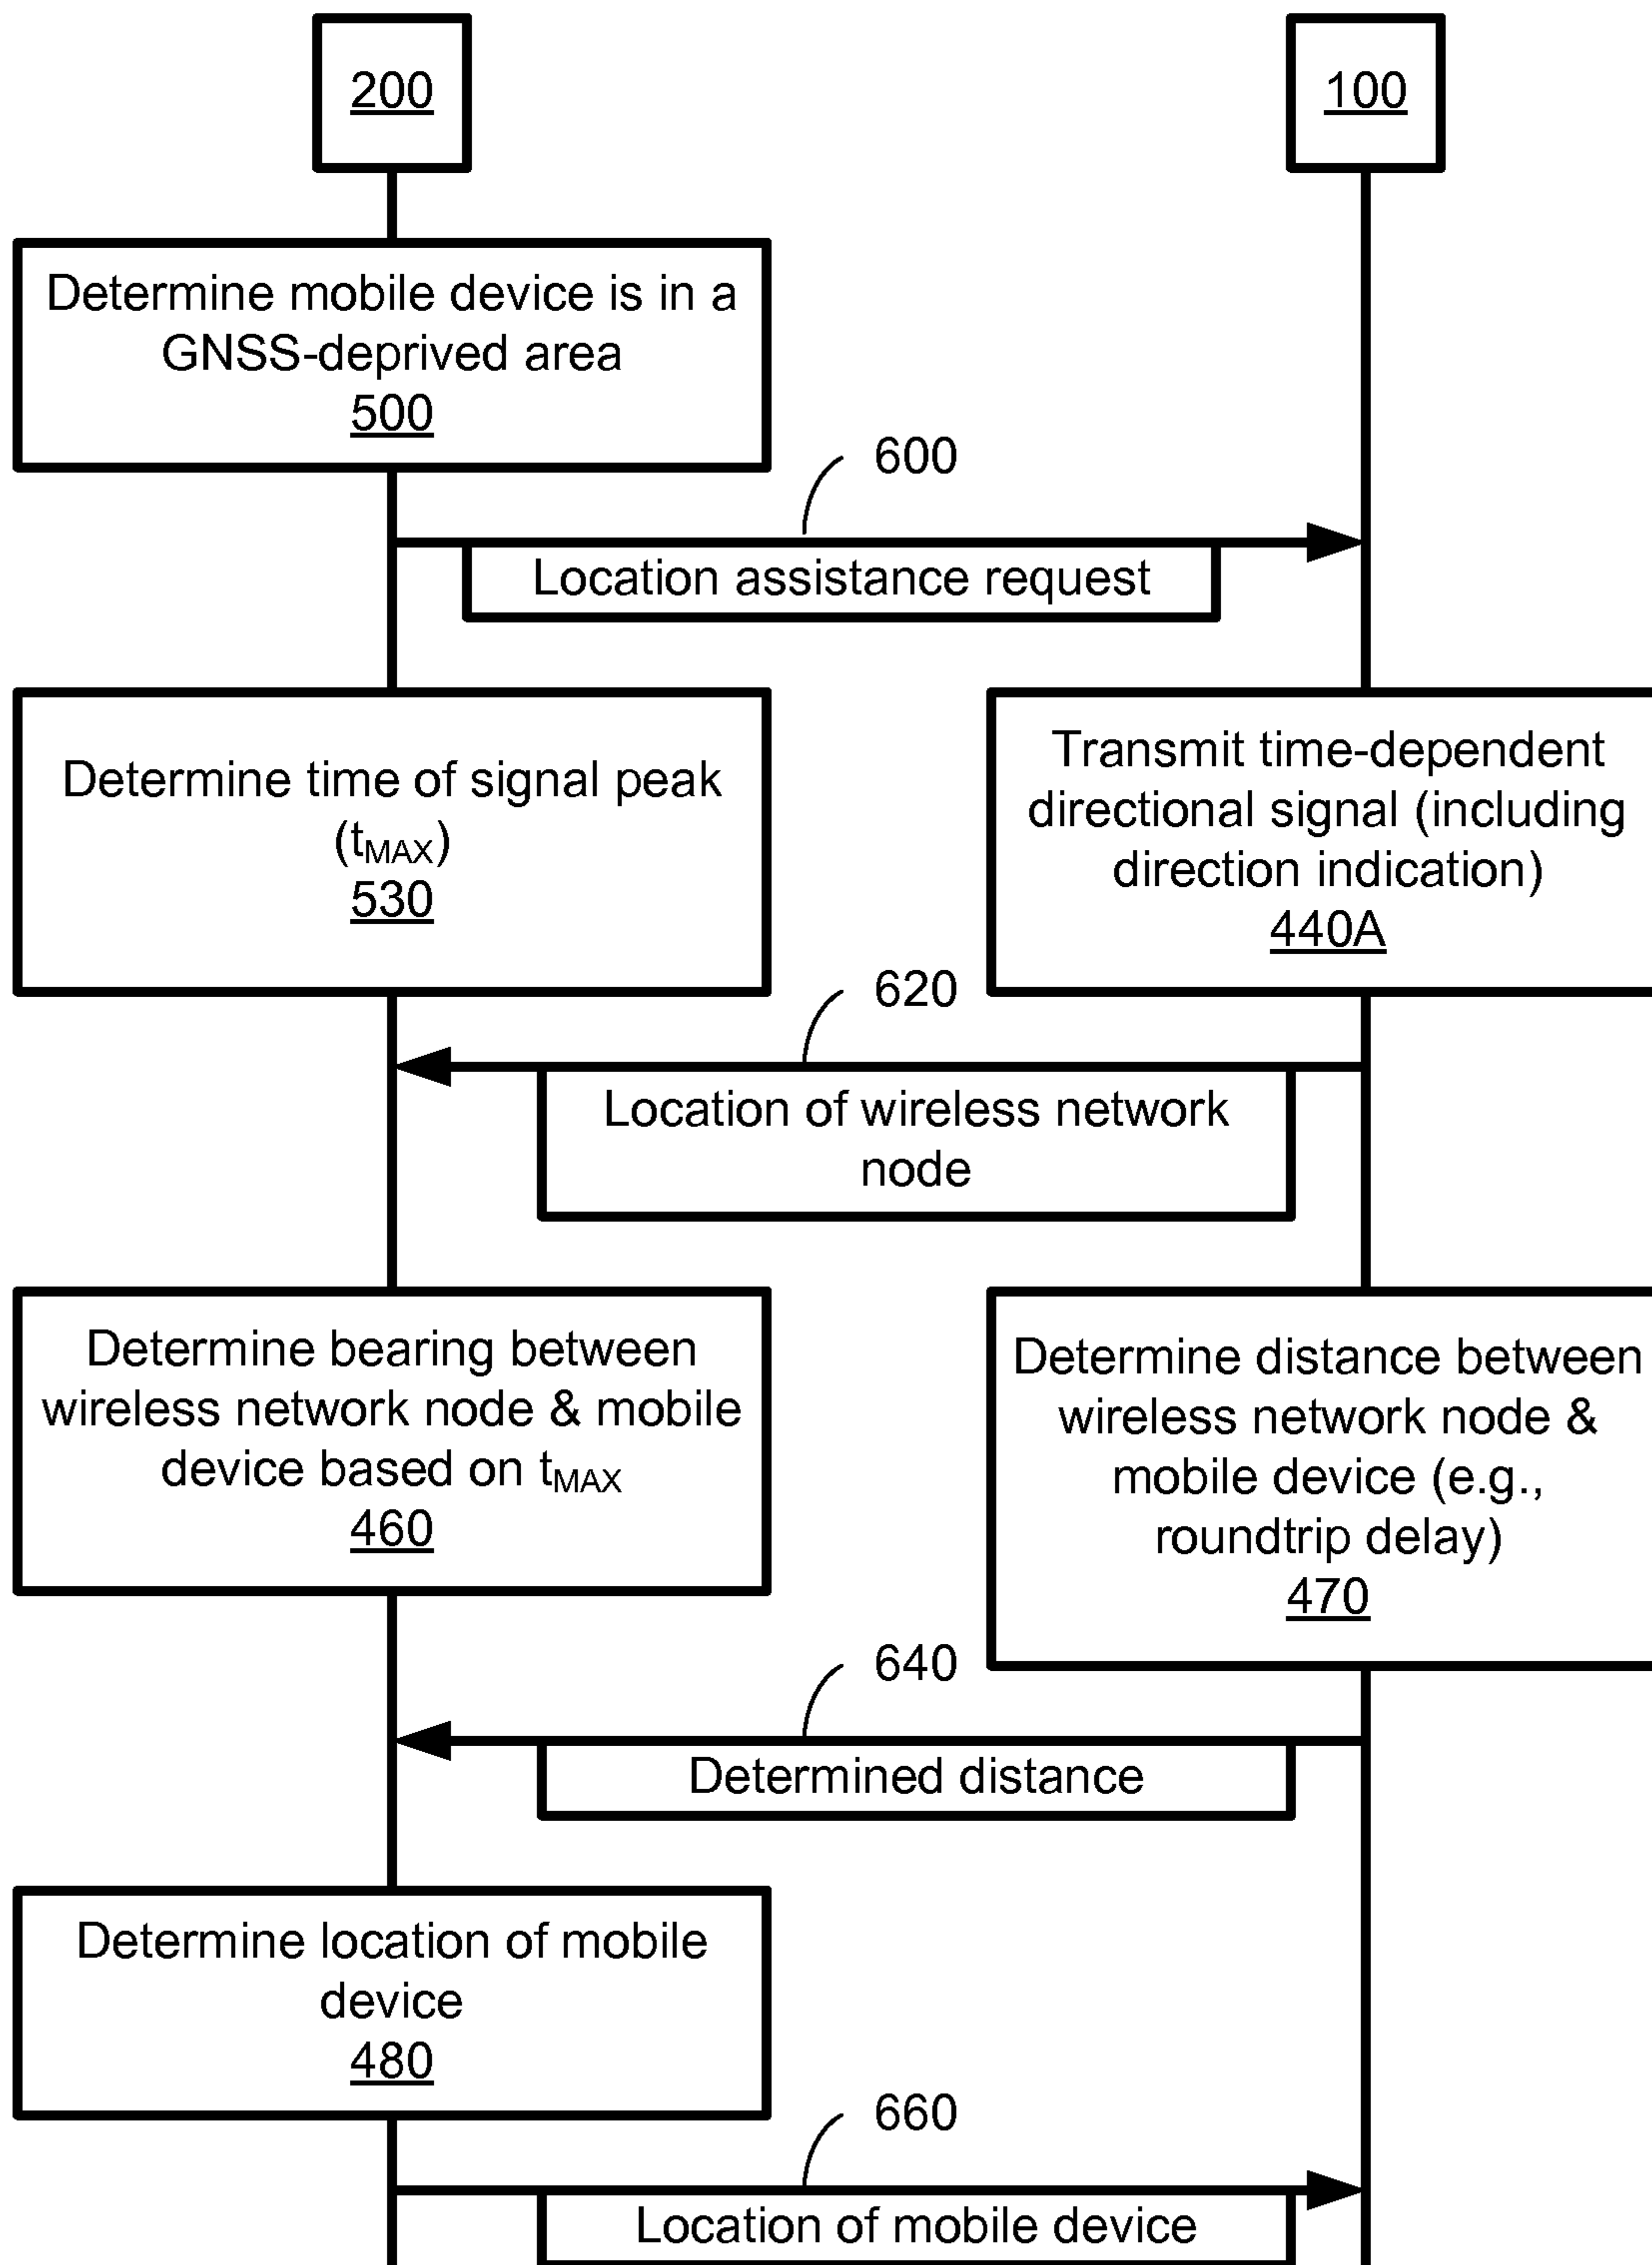 200
100
Determine mobile device is in a
GNSS-deprived area
500
600
Location assistance request
Determine time of signal peak
(tMAX)
530
Transmit time-dependent
directional signal (including
direction indication)
440A
620
Location of wireless network
node
Determine bearing between
wireless network node & mobile
device based on tMAX
460
Determine distance between
wireless network node &
mobile device (e.g.,
roundtrip delay)
470
640
Determined distance
Determine location of mobile
device
480
660
Location of mobile device